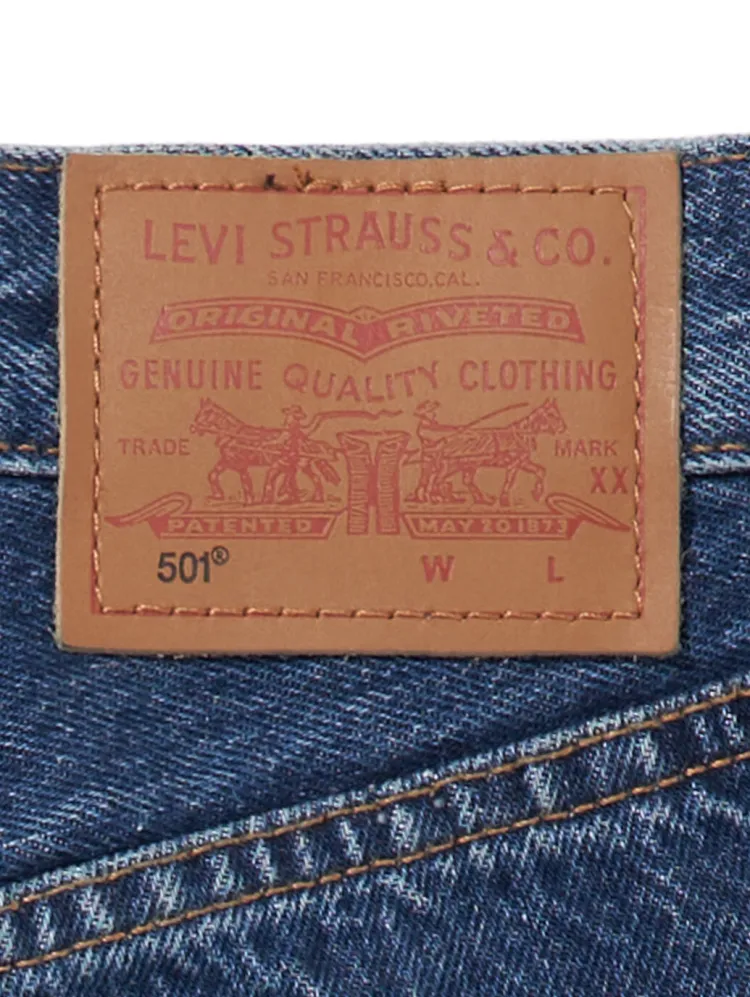 LEVI STRAUSS & CO.
SAN FRANCISCO, CAL.
ORIGINAL RIVETED
GENUINE QUALITY CLOTHING
TRADE MARK
XX
PATENTED MAY 20 1873
501® W L